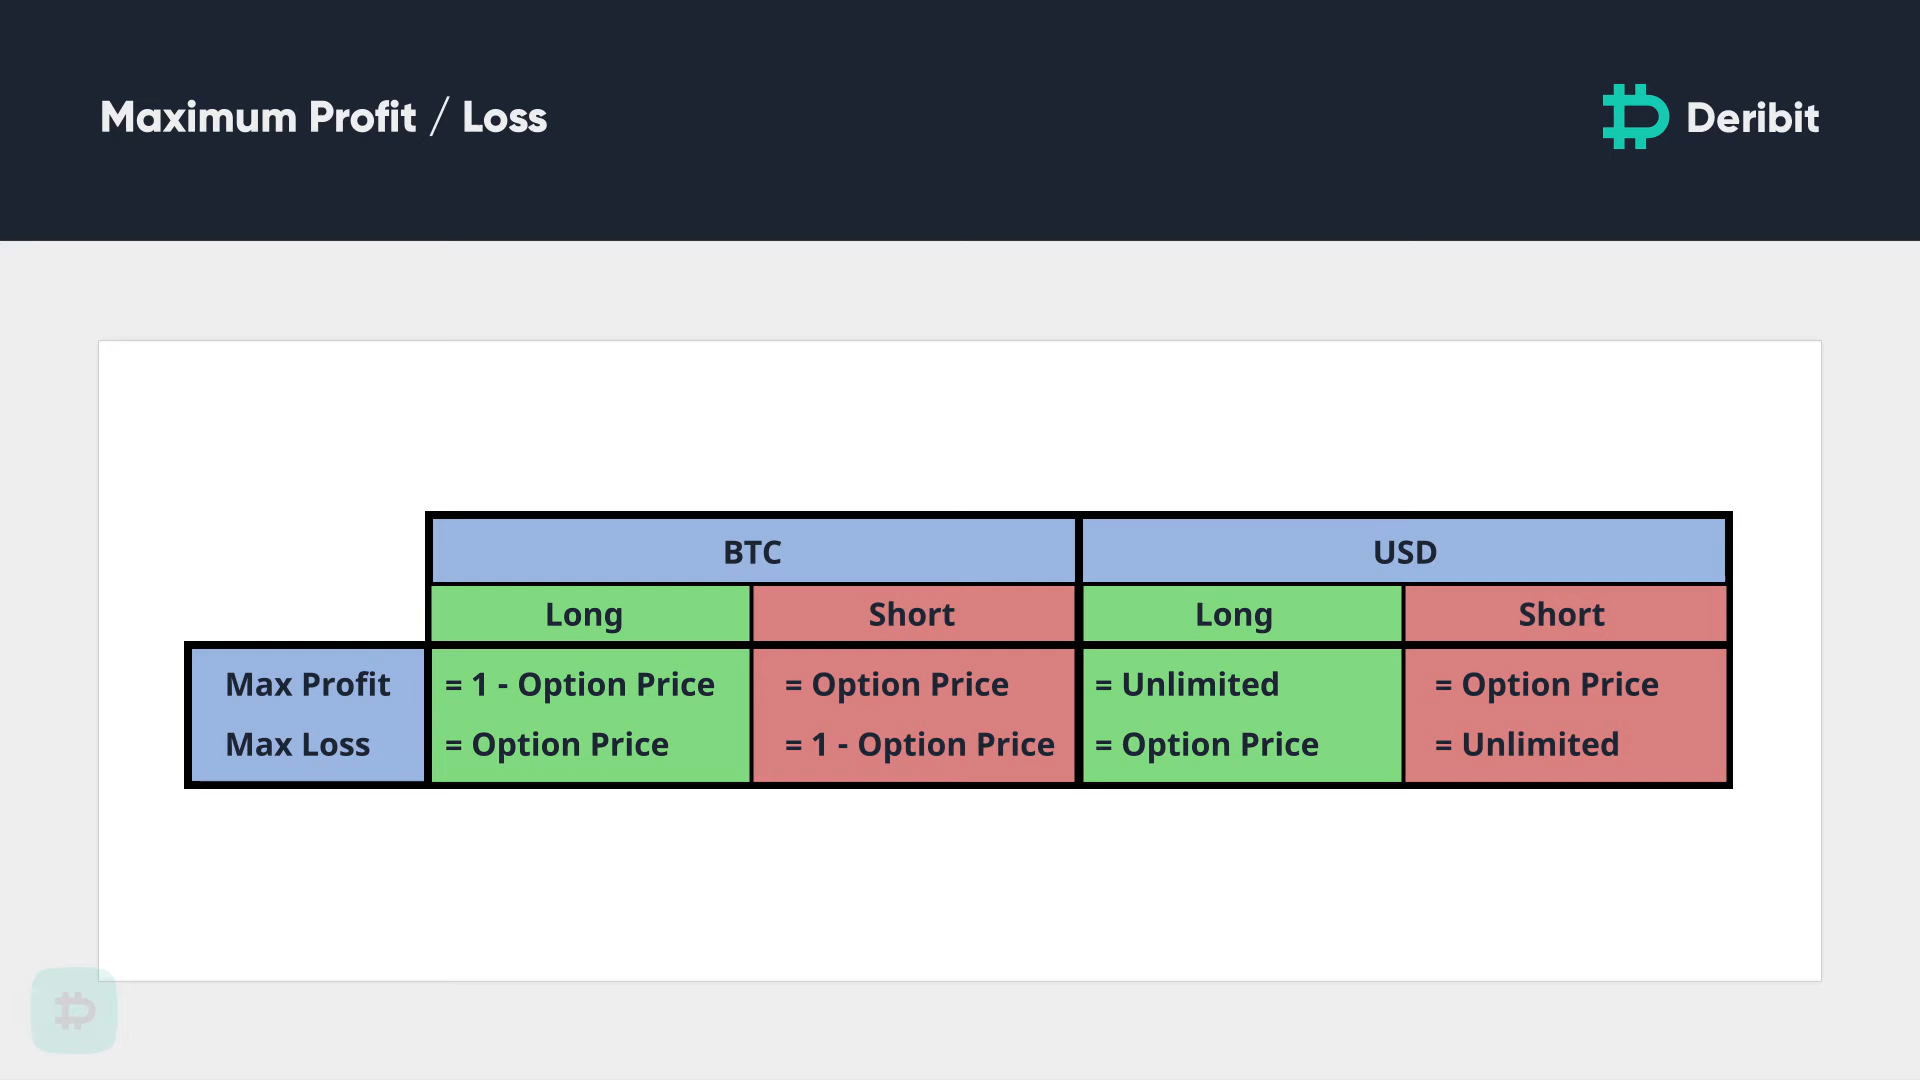 Maximum Profit / Loss
Deribit
BTC USD
Long Short Long Short
Max Profit = 1 - Option Price = Option Price = Unlimited = Option Price
Max Loss = Option Price = 1 - Option Price = Option Price = Unlimited